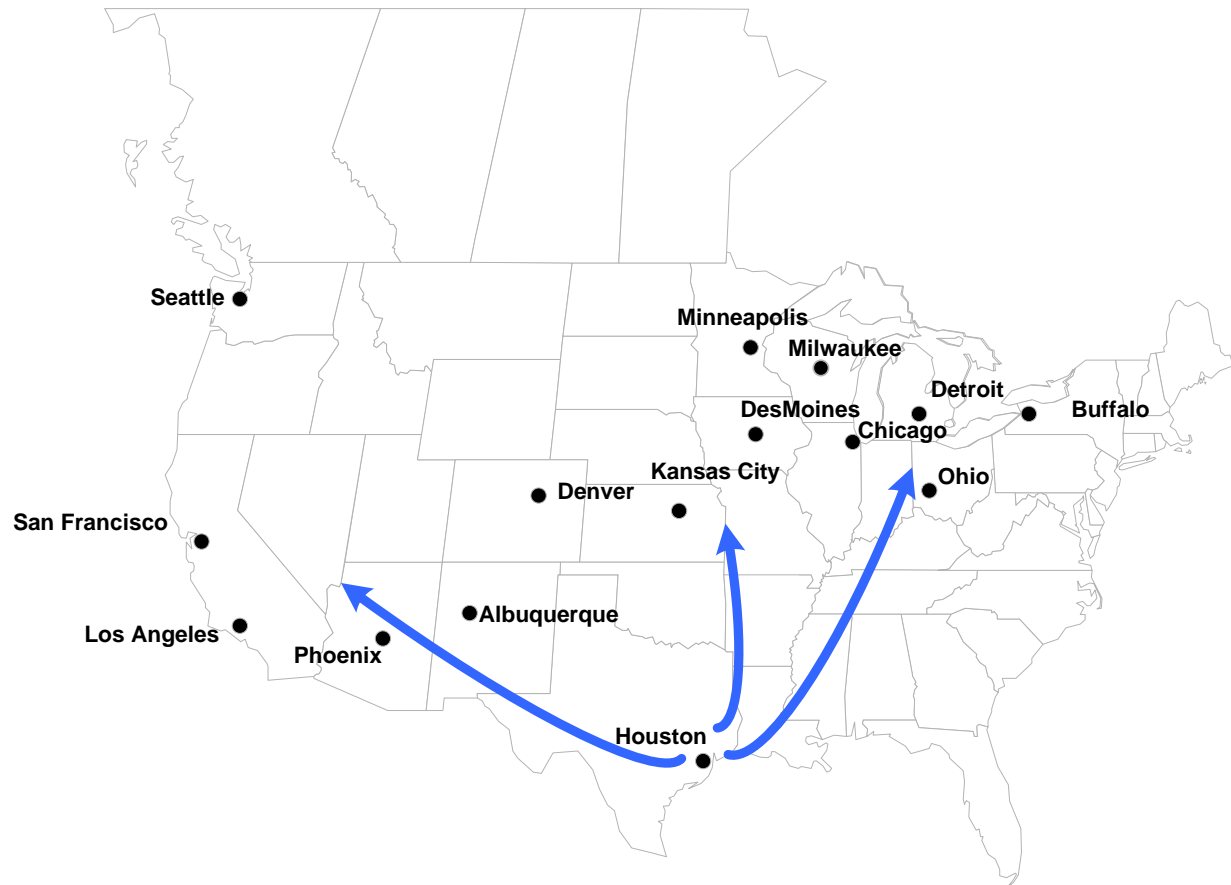 Seattle
Minneapolis
Milwaukee
Detroit
DesMoines
Buffalo
Chicago
Kansas City
Ohio
Denver
San Francisco
Albuquerque
Los Angeles
Phoenix
Houston